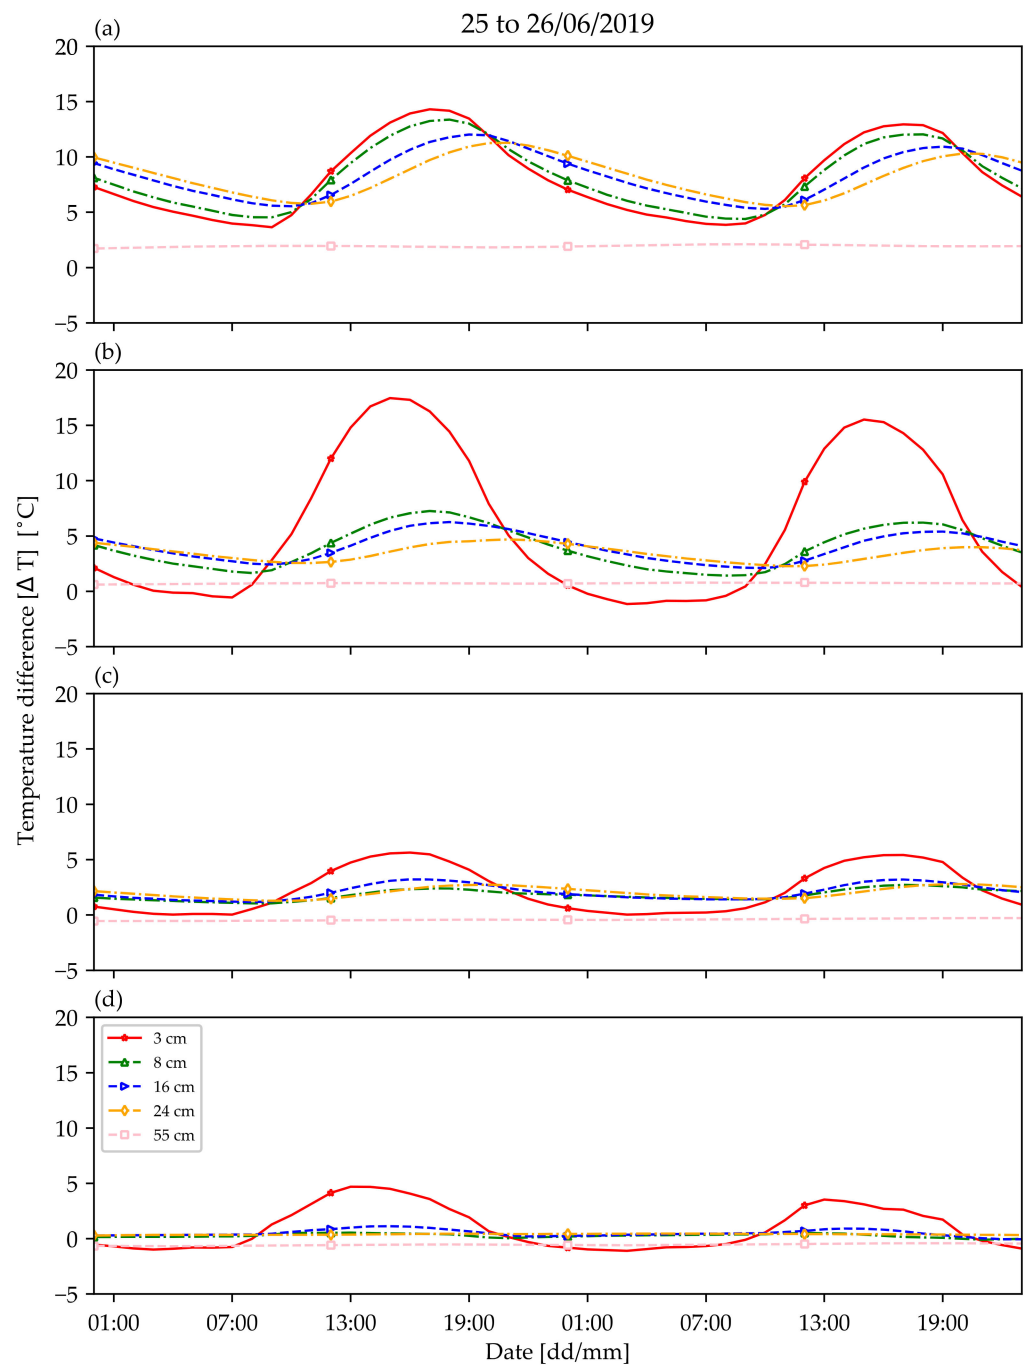 25 to 26/06/2019
(a)
20
15
10
5
0
−5
(b)
20
15
10
5
0
−5
(c)
20
15
10
5
0
−5
(d)
20
15
10
5
0
−5
Temperature difference [Δ T] [°C]
3 cm
8 cm
16 cm
24 cm
55 cm
01:00 07:00 13:00 19:00 01:00 07:00 13:00 19:00
Date [dd/mm]